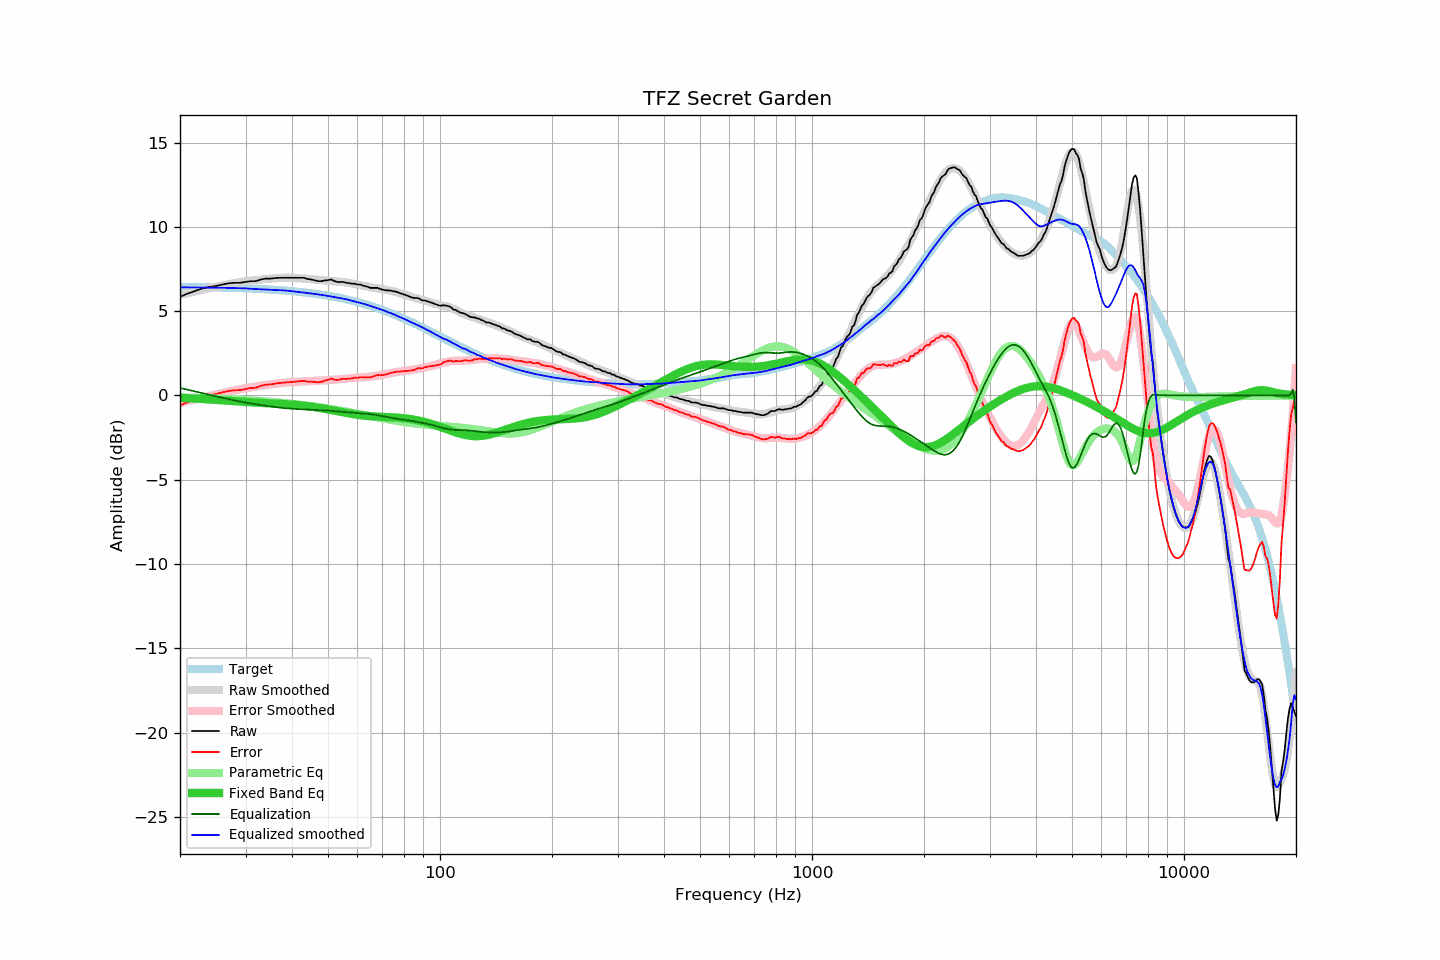 TFZ Secret Garden
Amplitude (dBr)
15
10
5
0
−5
−10
−15
−20
−25
Target
Raw Smoothed
Error Smoothed
Raw
Error
Parametric Eq
Fixed Band Eq
Equalization
Equalized smoothed
100
1000
10000
Frequency (Hz)